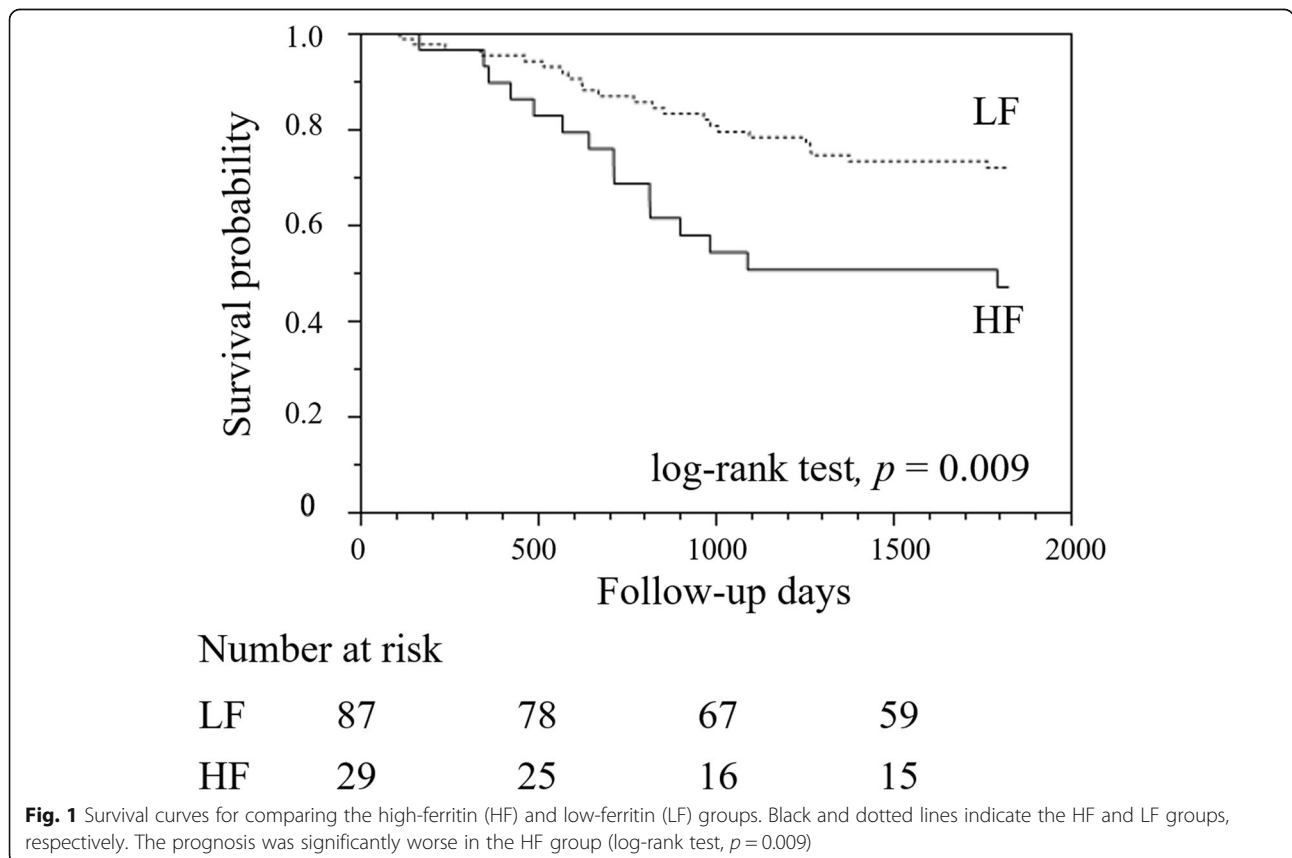 1.0
0.8
0.6
0.4
0.2
0
Survival probability
LF
HF
log-rank test, p = 0.009
0 500 1000 1500 2000
Follow-up days
Number at risk
LF 87 78 67 59
HF 29 25 16 15
Fig. 1 Survival curves for comparing the high-ferritin (HF) and low-ferritin (LF) groups. Black and dotted lines indicate the HF and LF groups,
respectively. The prognosis was significantly worse in the HF group (log-rank test, p = 0.009)